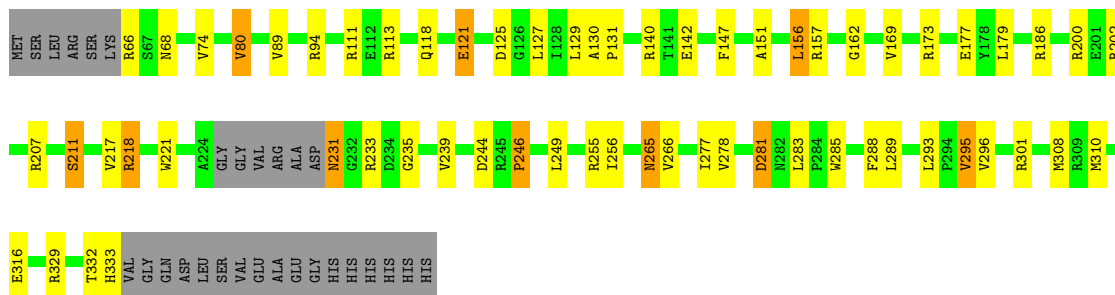 MET SER LEU ARG SER LYS R66 S67 N68 V74 V80 V89 R94 R111 E112 R113 Q118 E121 D125 G126 L127 I128 L129 A130 P131 R140 T141 E142 F147 A151 L156 R157 G162 V169 R173 E177 Y178 L179 R186 R200 E201
R207 S211 V217 R218 W221 A224 GLY GLY VAL ARG ALA ASP N231 G232 R233 D234 G235 V239 D244 R245 P246 L249 R255 I256 N265 V266 I277 V278 D281 N282 L283 P284 W285 F288 L289 L293 P294 V295 V296 R301 M308 R309 M310
E316 R329 T332 H333 VAL GLY GLN ASP LEU SER VAL GLU ALA GLU GLY HIS HIS HIS HIS HIS HIS